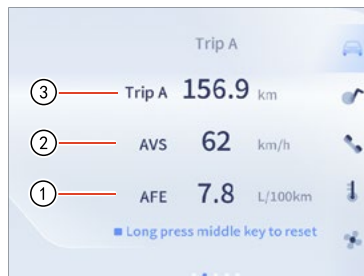 Trip A
3 Trip A 156.9 km
2 AVS 62 km/h
1 AFE 7.8 L/100km
Long press middle key to reset